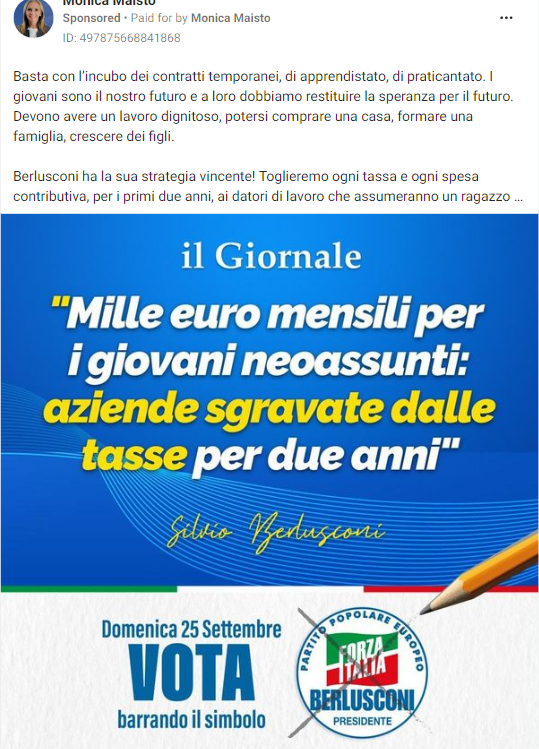 Monica Maisto
Sponsored • Paid for by Monica Maisto
ID: 497875668841868
Basta con l'incubo dei contratti temporanei, di apprendistato, di praticantato. I
giovani sono il nostro futuro e a loro dobbiamo restituire la speranza per il futuro.
Devono avere un lavoro dignitoso, potersi comprare una casa, formare una
famiglia, crescere dei figli.
Berlusconi ha la sua strategia vincente! Toglieremo ogni tassa e ogni spesa
contributiva, per i primi due anni, ai datori di lavoro che assumeranno un ragazzo ...
il Giornale
"Mille euro mensili per
i giovani neoassunti:
aziende sgravate dalle
tasse per due anni"
Silvio Berlusconi
Domenica 25 Settembre
VOTA
barrando il simbolo
PARTITO POPOLARE EUROPEO
FORZA
ITALIA
BERLUSCONI
PRESIDENTE